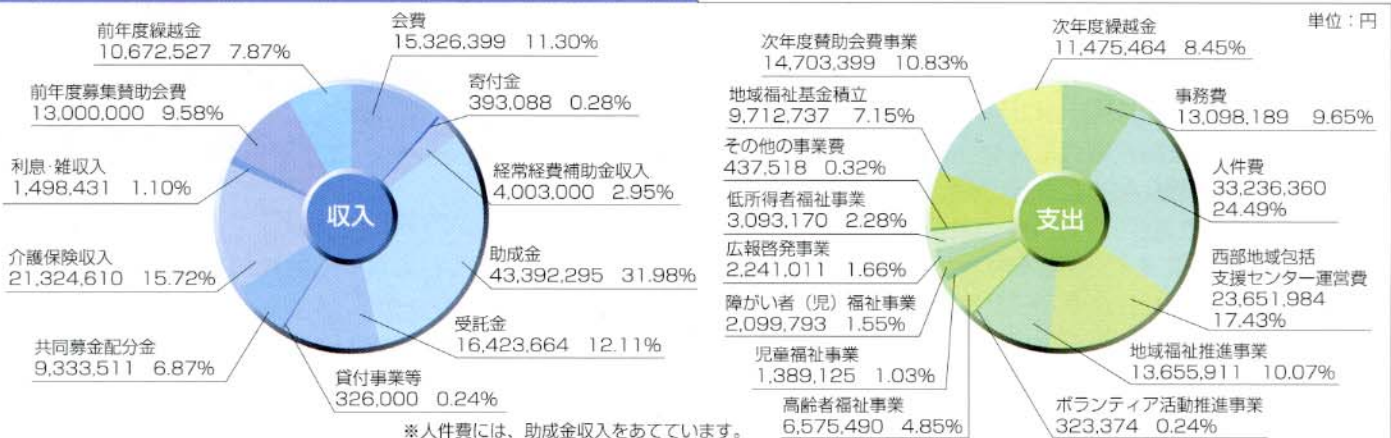 前年度繰越金
10,672,527 7.87%
会費
15,326,399 11.30%
寄付金
393,088 0.28%
前年度募集賛助会費
13,000,000 9.58%
経常経費補助金収入
4,003,000 2.95%
利息･雑収入
1,498,431 1.10%
収入
助成金
43,392,295 31.98%
介護保険収入
21,324,610 15.72%
受託金
16,423,664 12.11%
共同募金配分金
9,333,511 6.87%
貸付事業等
326,000 0.24%
※人件費には、助成金収入をあてています。
単位：円
次年度繰越金
11,475,464 8.45%
次年度賛助会費事業
14,703,399 10.83%
事務費
13,098,189 9.65%
地域福祉基金積立
9,712,737 7.15%
その他の事業費
437,518 0.32%
人件費
33,236,360
24.49%
低所得者福祉事業
3,093,170 2.28%
支出
広報啓発事業
2,241,011 1.66%
西部地域包括
支援センター運営費
23,651,984
17.43%
障がい者（児）福祉事業
2,099,793 1.55%
児童福祉事業
1,389,125 1.03%
地域福祉推進事業
13,655,911 10.07%
高齢者福祉事業
6,575,490 4.85%
ボランティア活動推進事業
323,374 0.24%